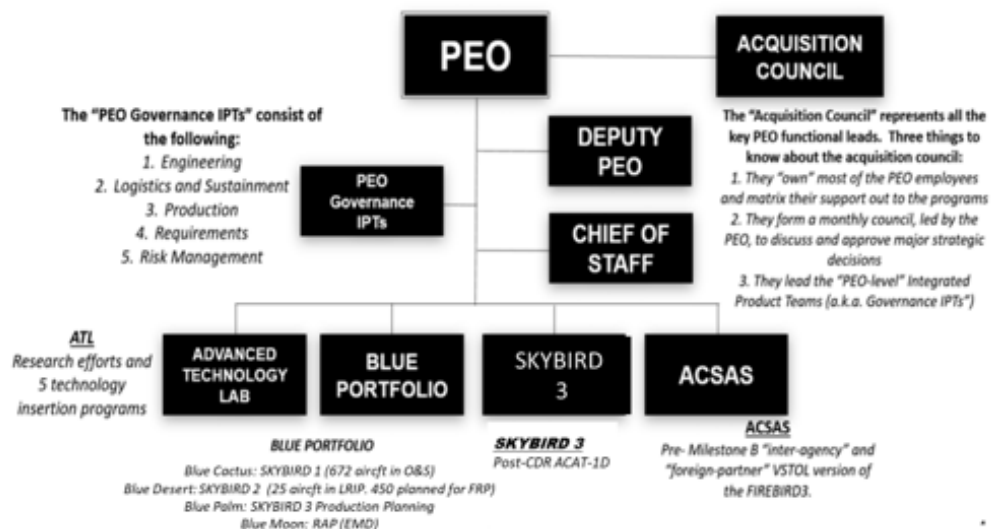 PEO
ACQUISITION
COUNCIL
The "PEO Governance IPTs" consist of
the following:
1. Engineering
2. Logistics and Sustainment
3. Production
4. Requirements
5. Risk Management
PEO
Governance
IPTs
DEPUTY
PEO
CHIEF OF
STAFF
The "Acquisition Council" represents all the
key PEO functional leads. Three things to
know about the acquisition council:
1. They "own" most of the PEO employees
and matrix their support out to the programs
2. They form a monthly council, led by the
PEO, to discuss and approve major strategic
decisions
3. They lead the "PEO-level" Integrated
Product Teams (a.k.a. Governance IPTs")
ATL
Research efforts and
5 technology
insertion programs
ADVANCED
TECHNOLOGY
LAB
BLUE
PORTFOLIO
SKYBIRD
3
ACSAS
BLUE PORTFOLIO
Blue Cactus: SKYBIRD 1 (672 aircft in O&S)
Blue Desert: SKYBIRD 2 (25 aircft in LRIP. 450 planned for FRP)
Blue Palm: SKYBIRD 3 Production Planning
Blue Moon: RAP (EMD)
SKYBIRD 3
Post-CDR ACAT-1D
ACSAS
Pre- Milestone B "inter-agency" and
"foreign-partner" VSTOL version of
the FIREBIRD3.